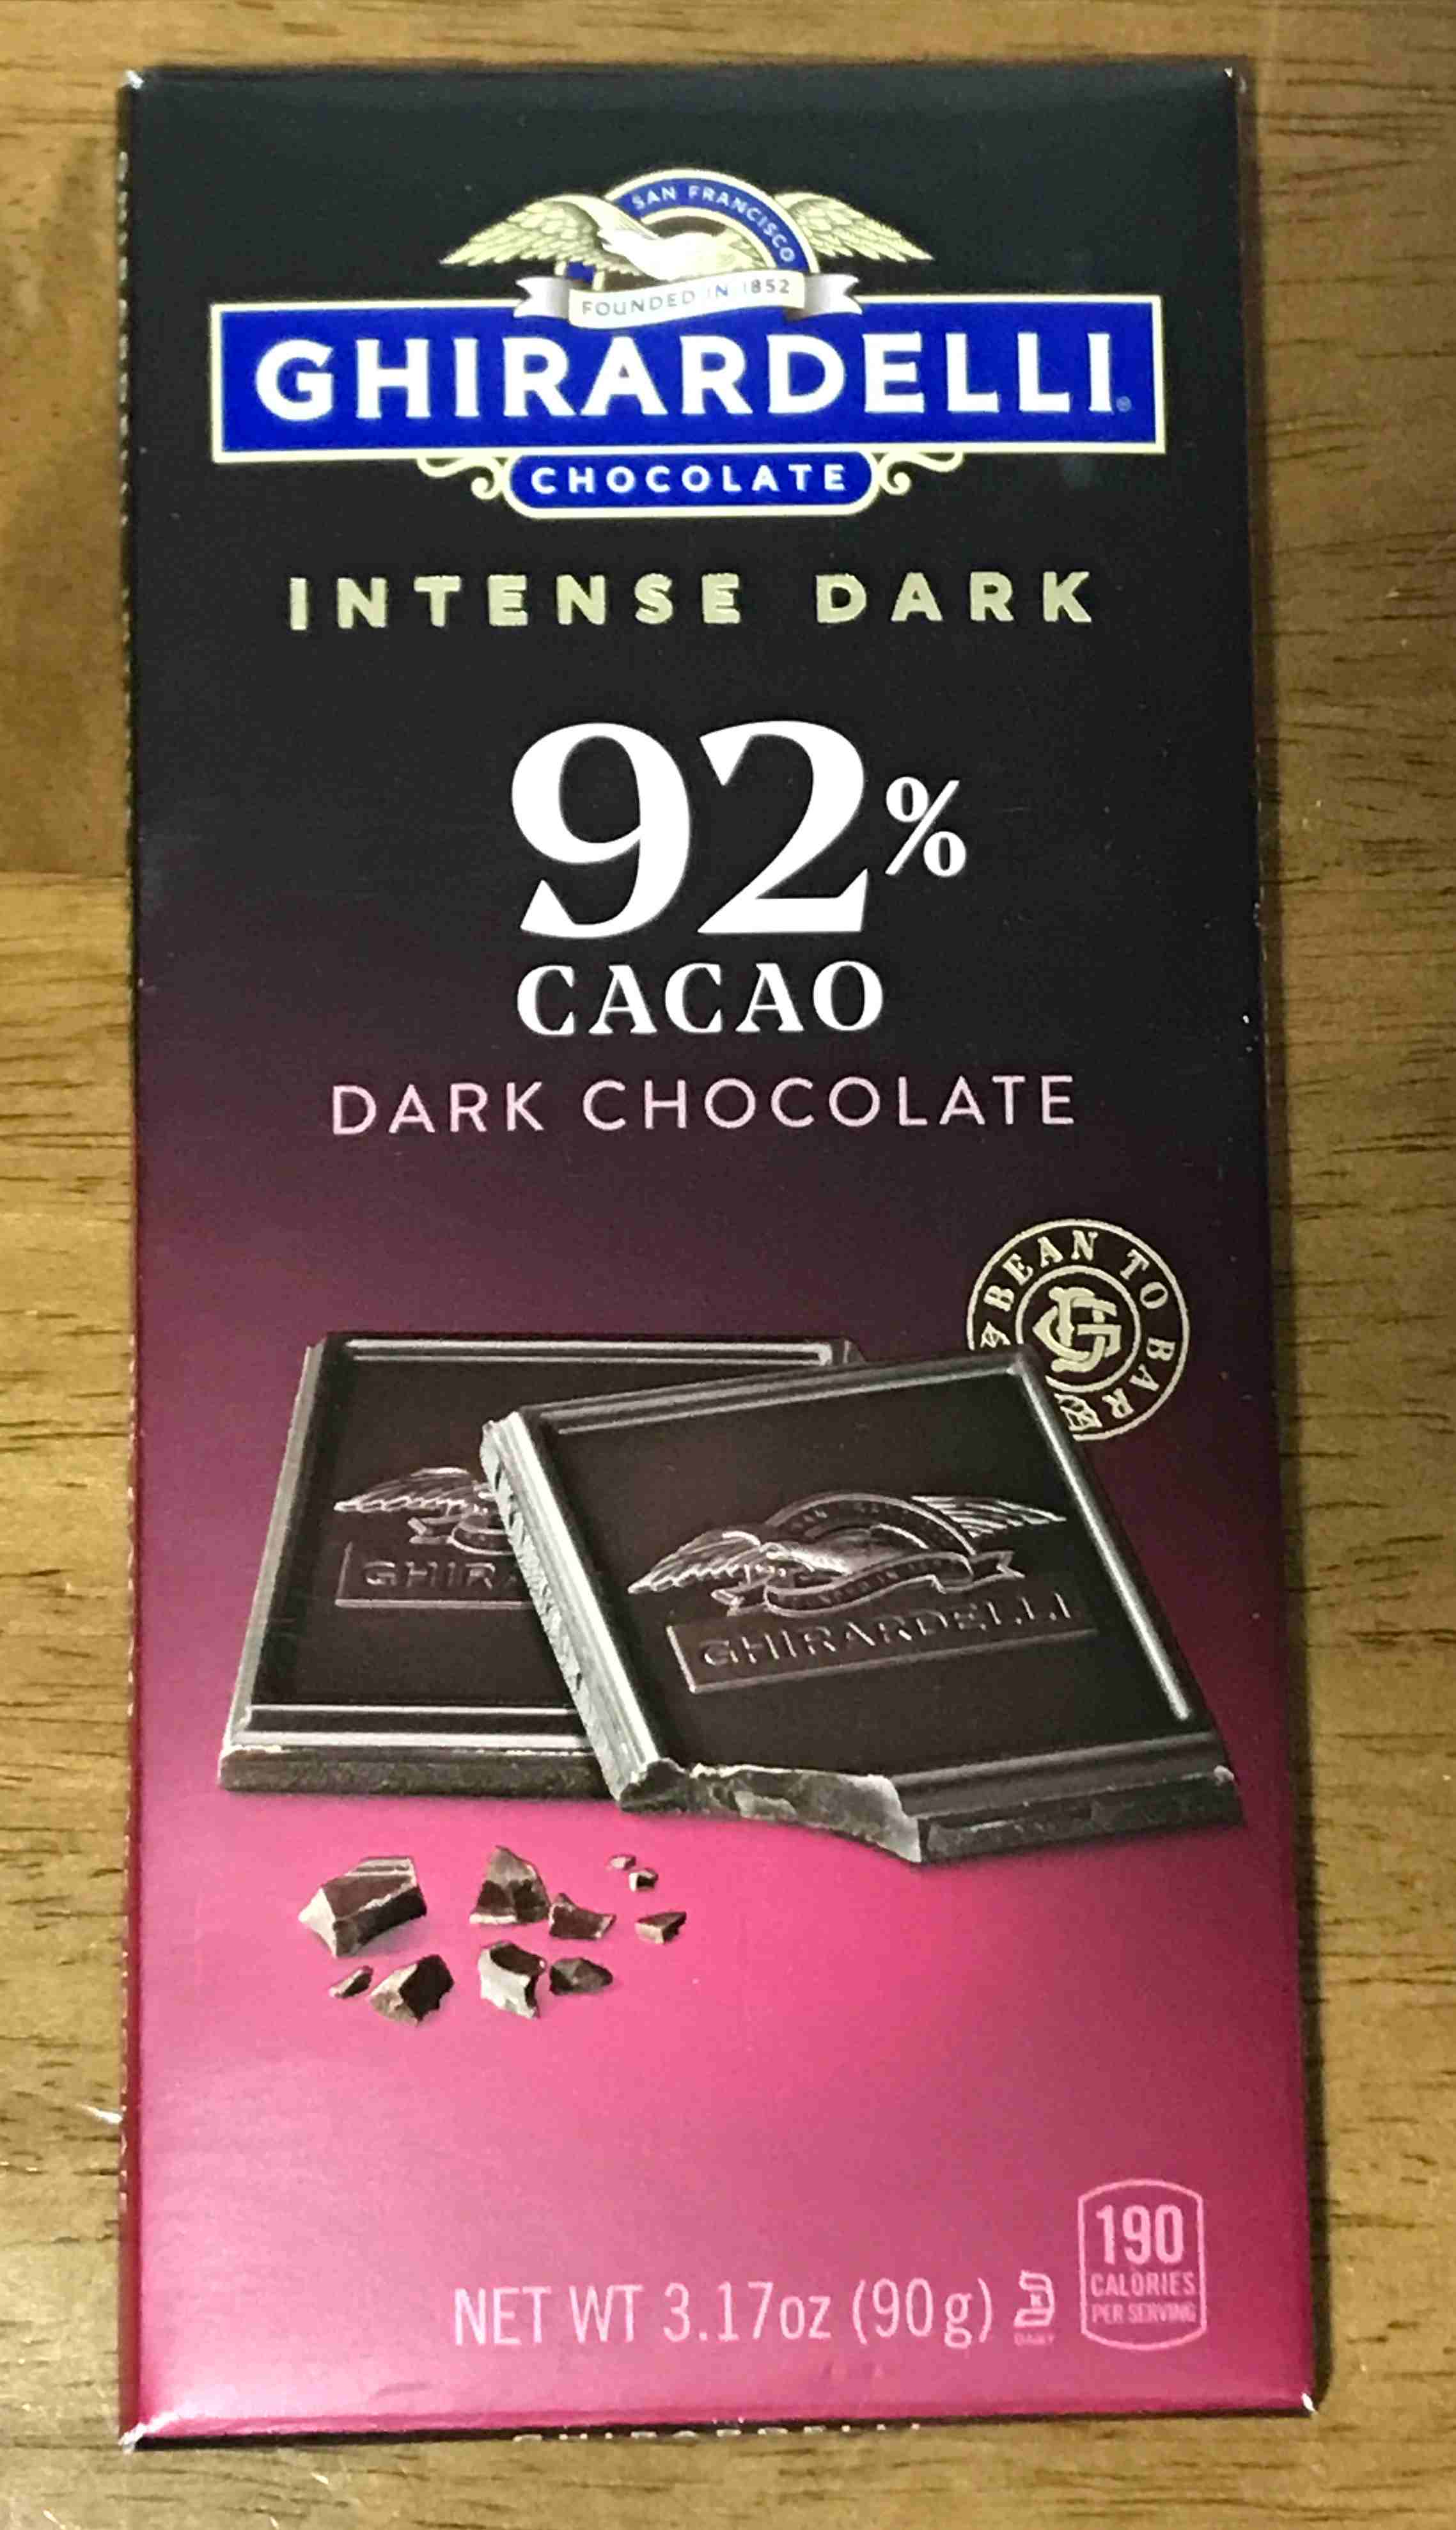 SAN FRANCISCO
FOUNDED IN 1852
GHIRARDELLI®
CHOCOLATE
INTENSE DARK
92%
CACAO
DARK CHOCOLATE
BEAN TO BAR
GHIRARDELLI
190
CALORIES
PER SERVING
NET WT 3.17oz (90g)
DAIRY